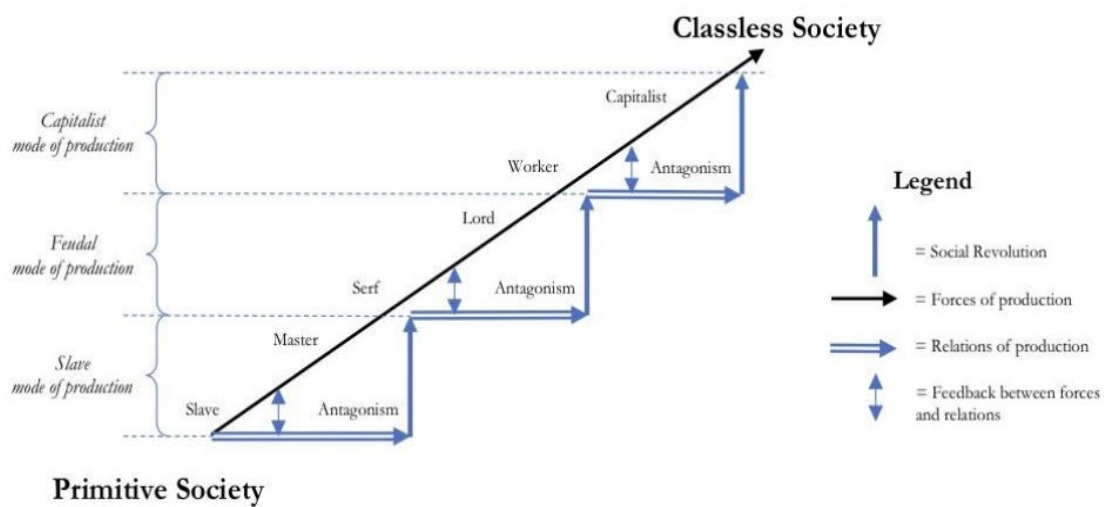 Classless Society
Capitalist
mode of production
Capitalist
Worker
Antagonism
Feudal
mode of production
Lord
Serf
Antagonism
Slave
mode of production
Master
Slave
Antagonism
Primitive Society
Legend
= Social Revolution
= Forces of production
= Relations of production
= Feedback between forces
and relations